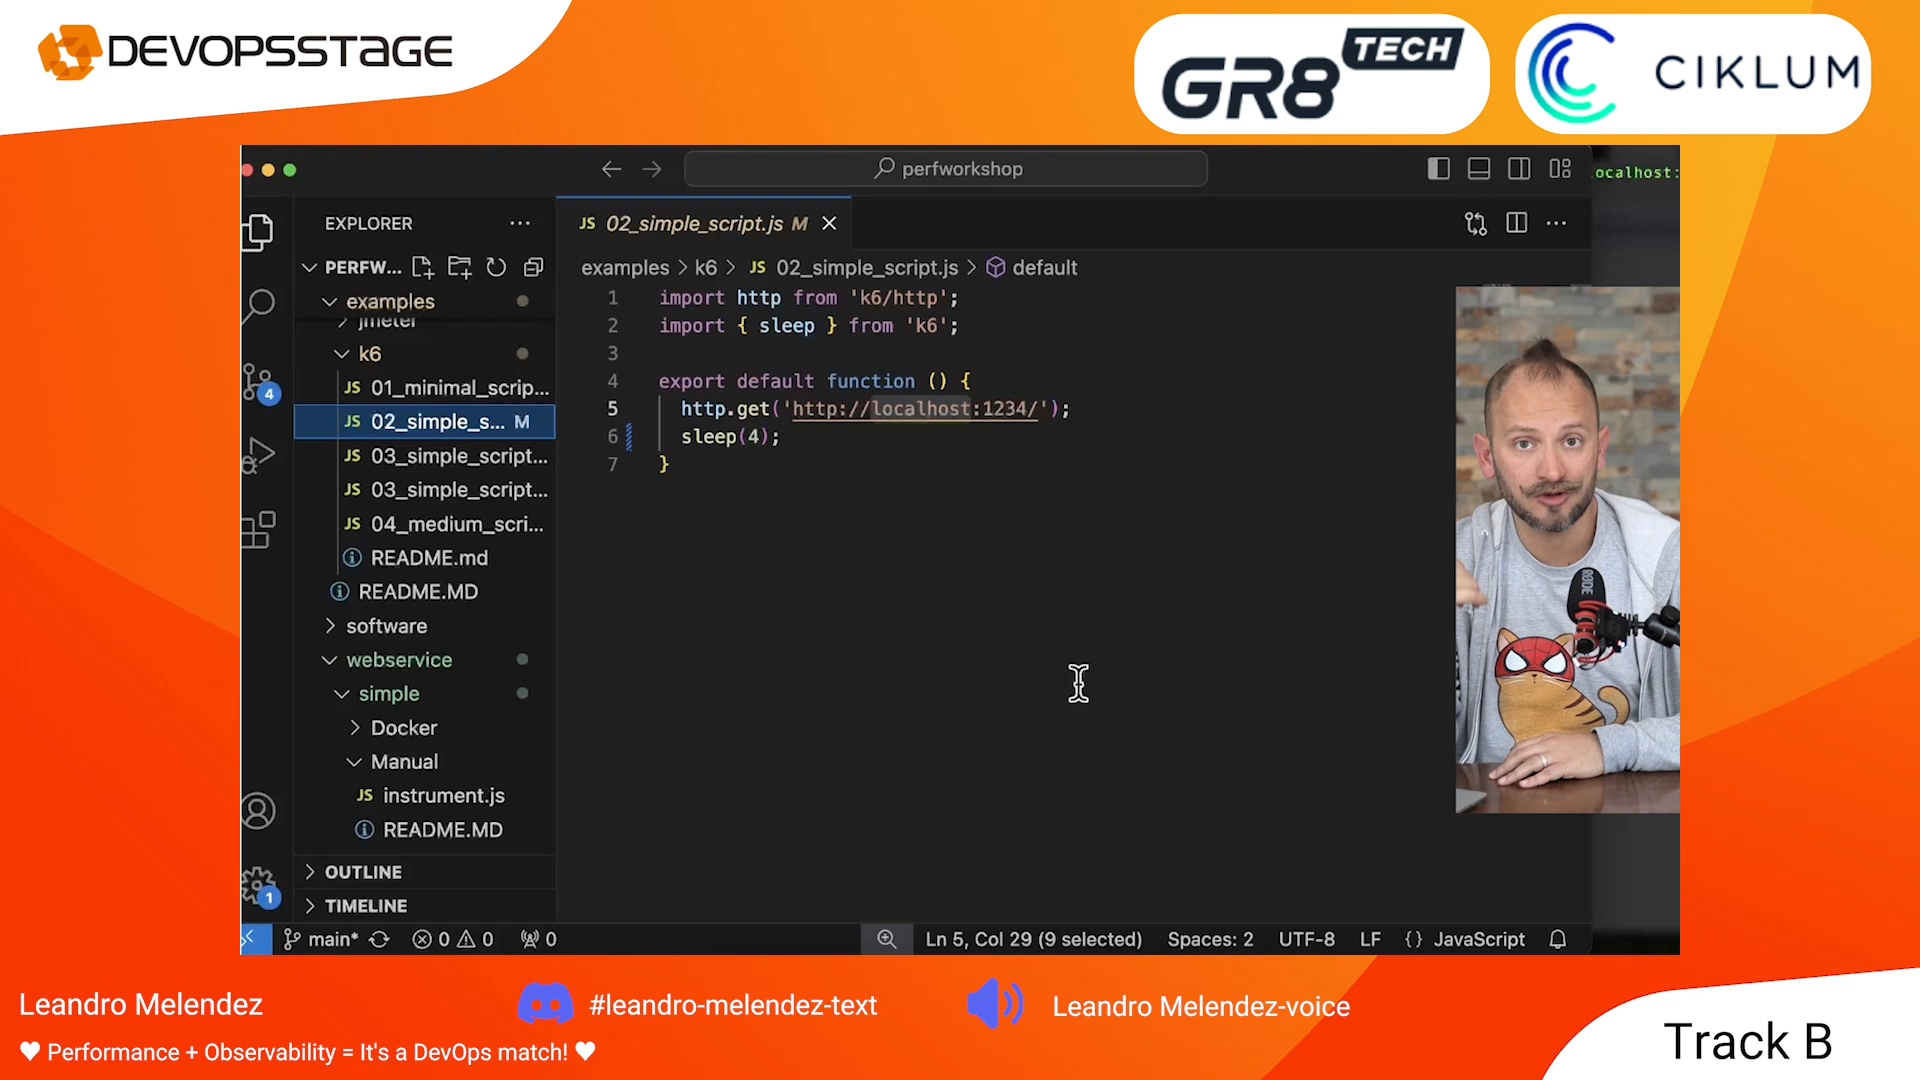 DEVOPSSTAGE
GR8 TECH
CIKLUM
perfworkshop
ocalhost:
EXPLORER
JS 02_simple_script.js M
PERFW...
examples > k6 > JS 02_simple_script.js > default
examples
jmeter
k6
JS 01_minimal_scrip...
JS 02_simple_s... M
JS 03_simple_script...
JS 03_simple_script...
JS 04_medium_scri...
README.md
README.MD
software
webservice
simple
Docker
Manual
JS instrument.js
README.MD
OUTLINE
TIMELINE
4
1
1 import http from 'k6/http';
2 import { sleep } from 'k6';
3
4 export default function () {
5 http.get('http://localhost:1234/');
6 sleep(4);
7 }
RØDE
main* 0 0 0
Ln 5, Col 29 (9 selected) Spaces: 2 UTF-8 LF {} JavaScript
Leandro Melendez
#leandro-melendez-text
Leandro Melendez-voice
♥ Performance + Observability = It's a DevOps match! ♥
Track B